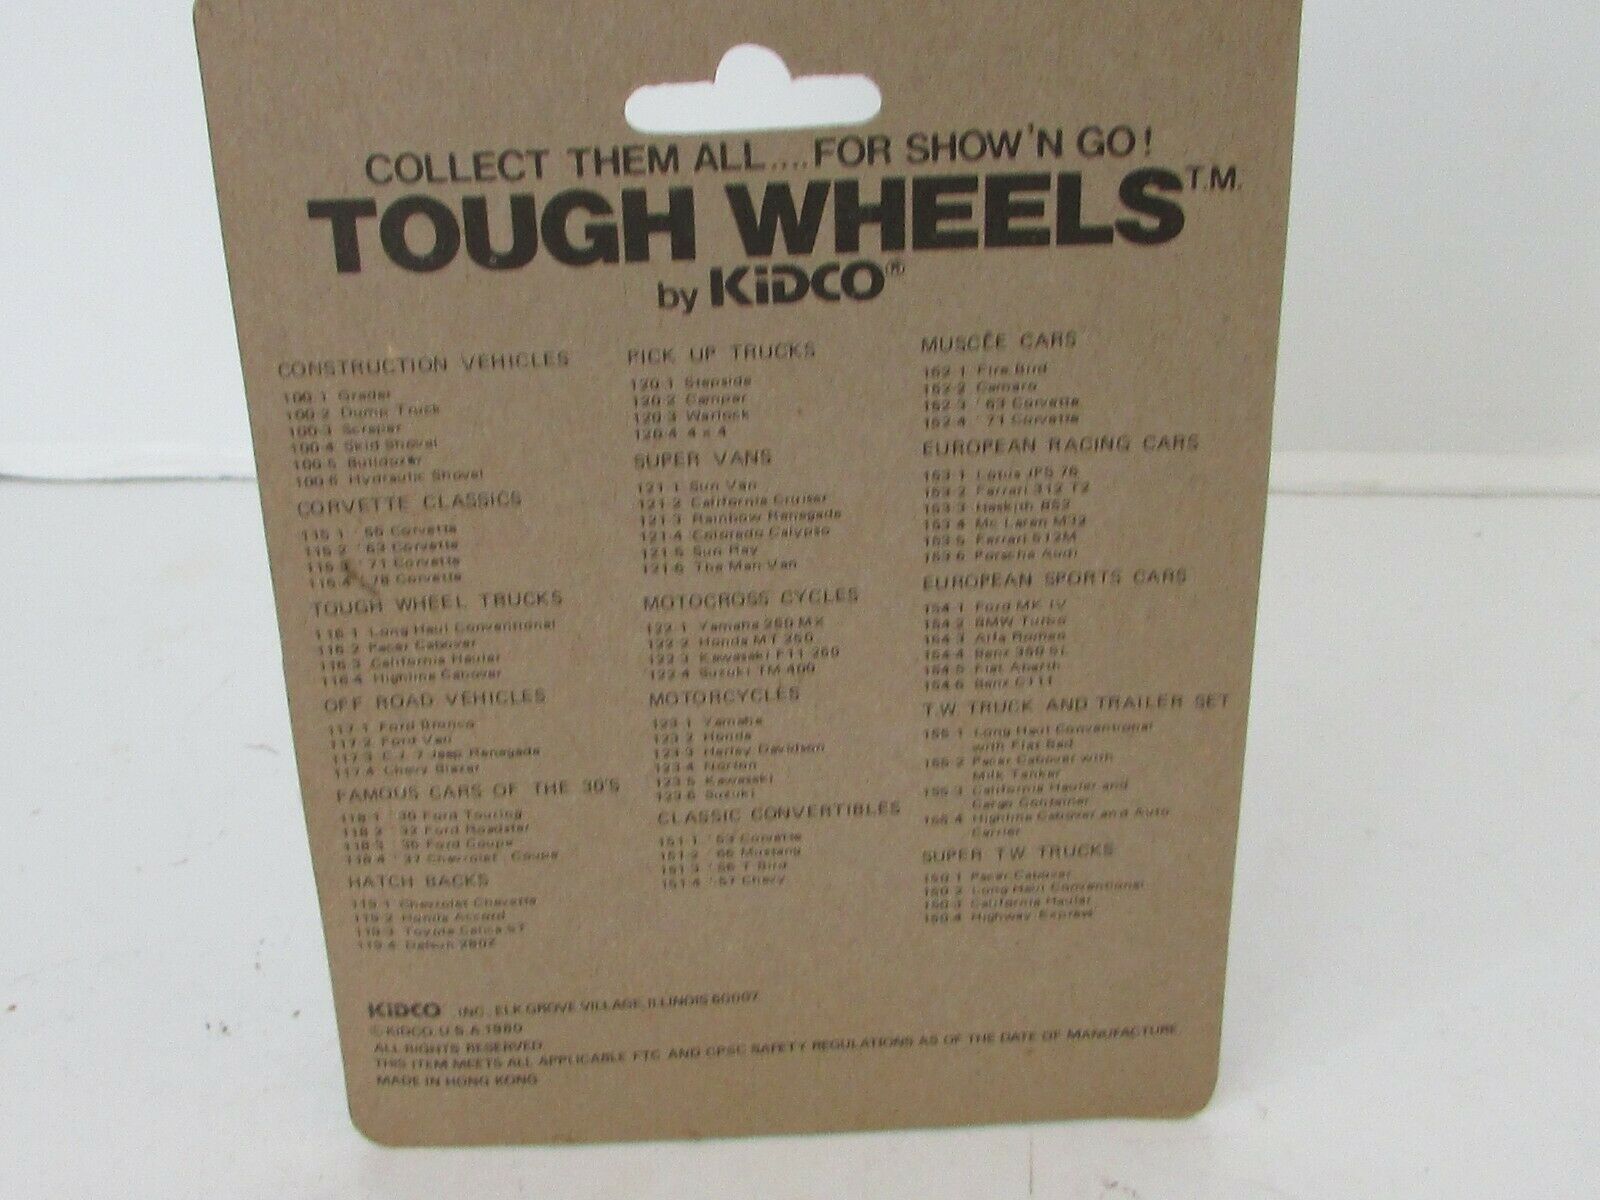 COLLECT THEM ALL....FOR SHOW'N GO!
TOUGH WHEELS T.M.
by KiDCO®
CONSTRUCTION VEHICLES
100-1 Grader
100-2 Dump Truck
100-3 Scraper
100-4 Skid Shovel
100-5 Bulldozer
100-6 Hydraulic Shovel
CORVETTE CLASSICS
115-1 '56 Corvette
115-2 '63 Corvette
115-3 '71 Corvette
115-4 '78 Corvette
TOUGH WHEEL TRUCKS
116-1 Long Haul Conventional
116-2 Pacer Cabover
116-3 California Hauler
116-4 Highline Cabover
OFF ROAD VEHICLES
117-1 Ford Bronco
117-2 Ford Van
117-3 CJ-7 Jeep Renegade
117-4 Chevy Blazer
FAMOUS CARS OF THE 30'S
118-1 '30 Ford Touring
118-2 '32 Ford Roadster
118-3 Ford Coupe
118-4 '37 Chevrolet Coupe
HATCH BACKS
119-1 Chevrolet Chevette
119-2 Honda Accord
119-3 Toyota Celica GT
119-4 Datsun 280Z
PICK UP TRUCKS
120-1 Stepside
120-2 Camper
120-3 Warlock
120-4 4 x 4
SUPER VANS
121-1 Sun Van
121-2 California Cruiser
121-3 Rainbow Renegade
121-4 Colorado Calypso
121-5 Sun Ray
121-6 The Man Van
MOTOCROSS CYCLES
122-1 Yamaha 250 MX
122-2 Honda MT 250
122-3 Kawasaki F11 250
122-4 Suzuki TM 400
MOTORCYCLES
123-1 Yamaha
123-2 Honda
123-3 Harley Davidson
123-4 Norton
123-5 Kawasaki
123-6 Suzuki
CLASSIC CONVERTIBLES
151-1 '53 Corvette
151-2 Mustang
151-3 '56 T-Bird
151-4 '57 Chevy
MUSCLE CARS
152-1 Fire Bird
152-2 Camaro
152-3 '63 Corvette
152-4 '71 Corvette
EUROPEAN RACING CARS
153-1 Lotus JPS
153-2 Ferrari 312 T2
153-3
153-4 Mc Laren
153-5 Ferrari 512M
153-6 Porsche Audi
EUROPEAN SPORTS CARS
154-1 Ford MK IV
154-2 BMW Turbo
154-3 Alfa Romeo
154-4 Benz 350 SL
154-5 Fiat Abarth
154-6 Benz C111
T.W. TRUCK AND TRAILER SET
155-1 Long Haul Conventional
with Flat Bed
155-2 Pacer Cabover with
Milk Tanker
155-3 California Hauler and
Cargo Container
155-4 Highline Cabover and Auto
Carrier
SUPER T.W. TRUCKS
150-1 Pacer Cabover
150-2 Long Haul Conventional
150-3 California Hauler
150-4 Highway Express
KiDCO, INC., ELK GROVE VILLAGE, ILLINOIS 60007
© KIDCO, U.S.A. 1980
ALL RIGHTS RESERVED
THIS ITEM MEETS ALL APPLICABLE FTC AND CPSC SAFETY REGULATIONS AS OF THE DATE OF MANUFACTURE.
MADE IN HONG KONG